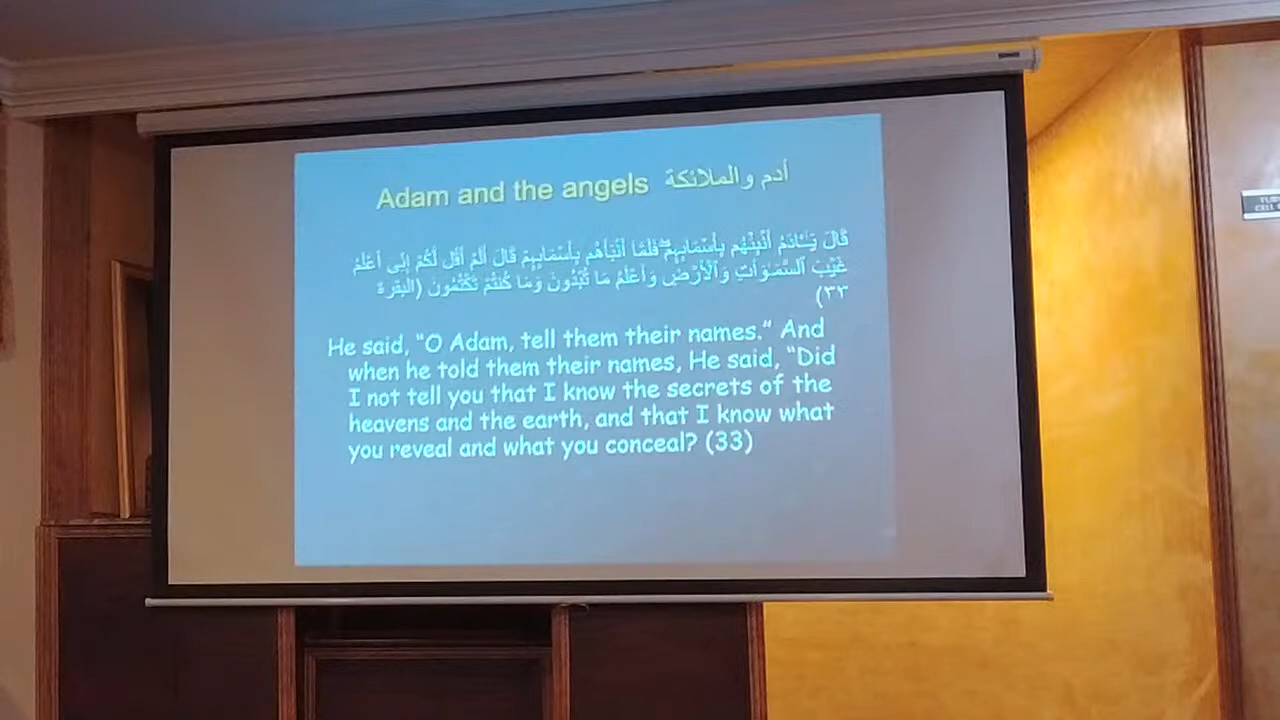 Adam and the angels أدم والملائكة
قَالَ يَـٰٓـَٔادَمُ أَنۢبِئْهُم بِأَسْمَآئِهِمْ ۖ فَلَمَّآ أَنۢبَأَهُم بِأَسْمَآئِهِمْ قَالَ أَلَمْ أَقُل لَّكُمْ إِنِّىٓ أَعْلَمُ
غَيْبَ ٱلسَّمَـٰوَٰتِ وَٱلْأَرْضِ وَأَعْلَمُ مَا تُبْدُونَ وَمَا كُنتُمْ تَكْتُمُونَ (البقرة
٣٣)
He said, “O Adam, tell them their names.” And
when he told them their names, He said, “Did
I not tell you that I know the secrets of the
heavens and the earth, and that I know what
you reveal and what you conceal? (33)